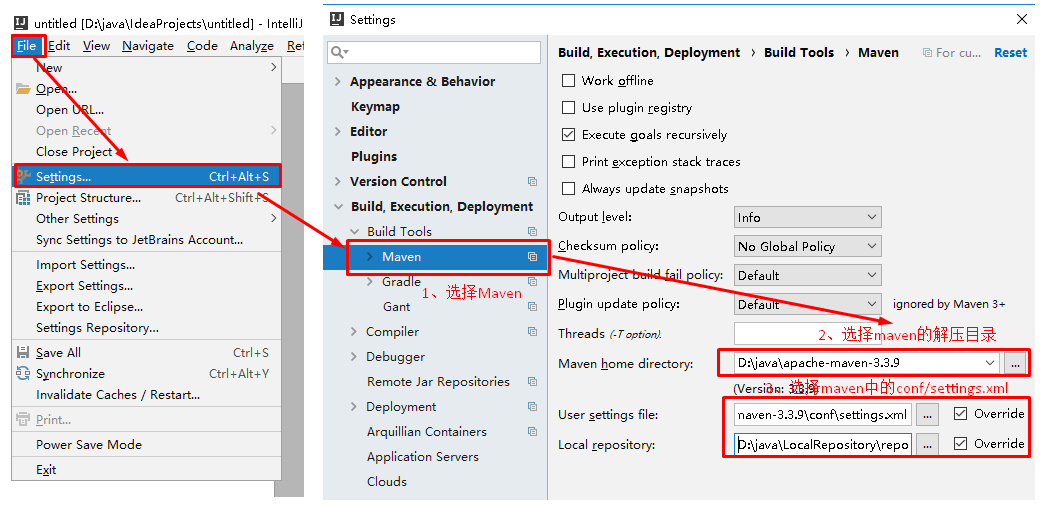 untitled [D:\java\IdeaProjects\untitled] - IntelliJ
File Edit View Navigate Code Analyze Ref
New
Open...
Open URL...
Open Recent
Close Project
Settings... Ctrl+Alt+S
Project Structure... Ctrl+Alt+Shift+S
Other Settings
Sync Settings to JetBrains Account...
Import Settings...
Export Settings...
Export to Eclipse...
Settings Repository...
Save All Ctrl+S
Synchronize Ctrl+Alt+Y
Invalidate Caches / Restart...
Print...
Power Save Mode
Exit
Settings
Appearance & Behavior
Keymap
Editor
Plugins
Version Control
Build, Execution, Deployment
Build Tools
Maven
Gradle
1、选择Maven
Gant
Compiler
Debugger
Remote Jar Repositories
Deployment
Arquillian Containers
Application Servers
Clouds
Build, Execution, Deployment › Build Tools › Maven For cu... Reset
Work offline
Use plugin registry
Execute goals recursively
Print exception stack traces
Always update snapshots
Output level: Info
Checksum policy: No Global Policy
Multiproject build fail policy: Default
Plugin update policy: Default ignored by Maven 3+
Threads (-T option):
2、选择maven的解压目录
Maven home directory: D:\java\apache-maven-3.3.9 ...
(Version: 3.3.9)
3、选择maven中的conf/settings.xml
User settings file: naven-3.3.9\conf\settings.xml ... Override
Local repository: D:\java\LocalRepository\repo ... Override